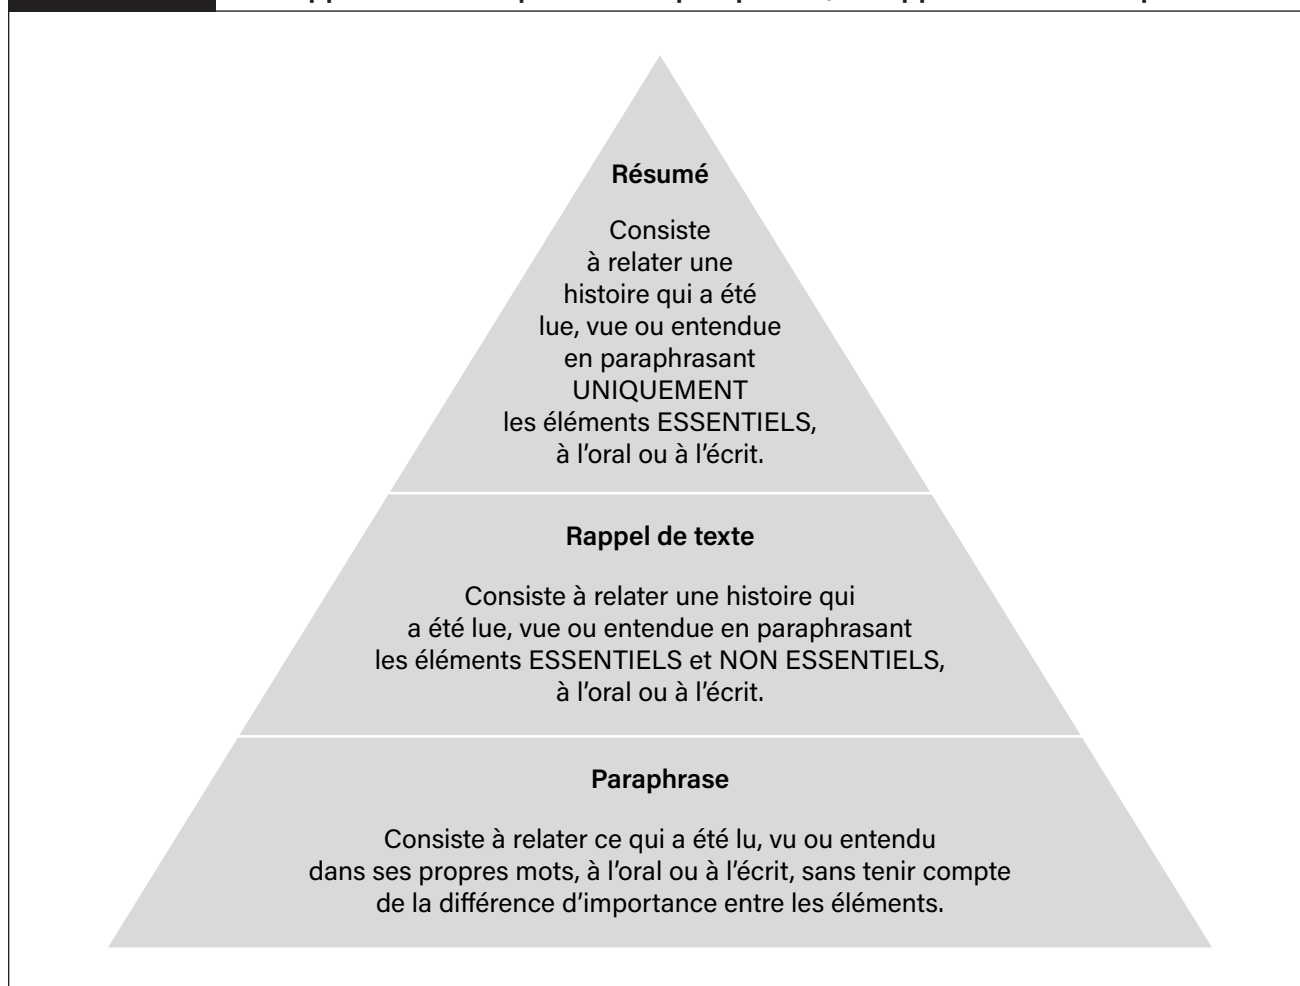 Résumé
Consiste
à relater une
histoire qui a été
lue, vue ou entendue
en paraphrasant
UNIQUEMENT
les éléments ESSENTIELS,
à l’oral ou à l’écrit.
Rappel de texte
Consiste à relater une histoire qui
a été lue, vue ou entendue en paraphrasant
les éléments ESSENTIELS et NON ESSENTIELS,
à l’oral ou à l’écrit.
Paraphrase
Consiste à relater ce qui a été lu, vu ou entendu
dans ses propres mots, à l’oral ou à l’écrit, sans tenir compte
de la différence d’importance entre les éléments.